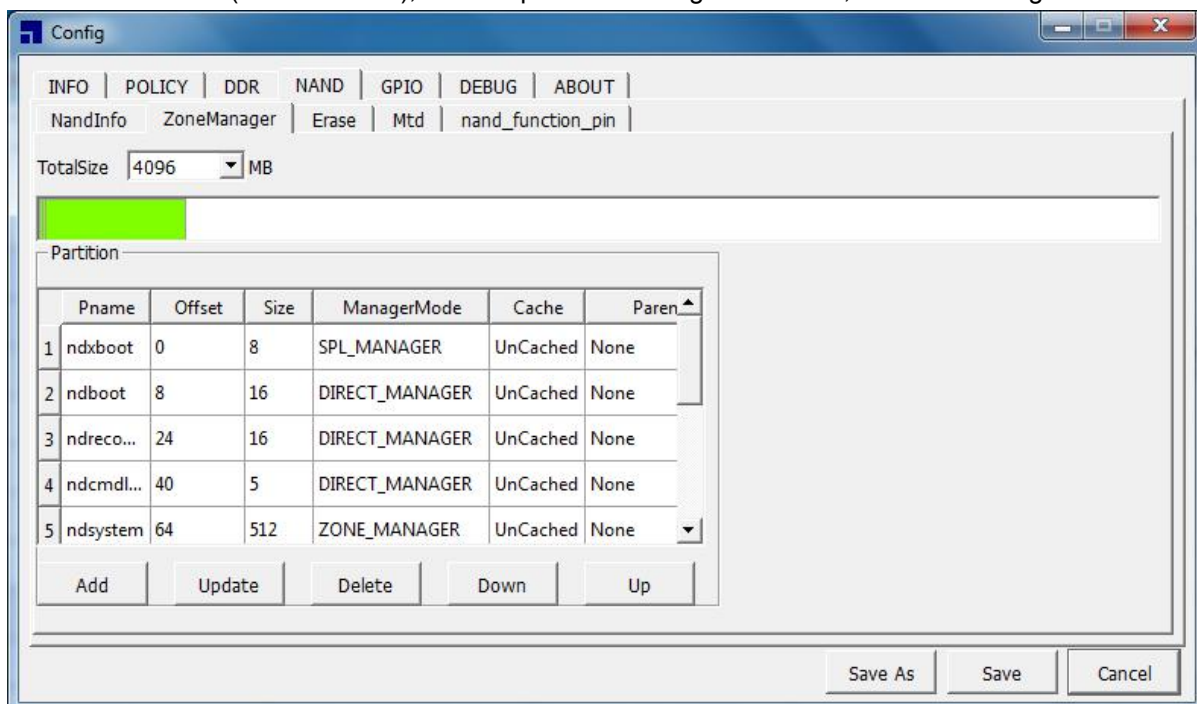 Config
INFO POLICY DDR NAND GPIO DEBUG ABOUT
NandInfo ZoneManager Erase Mtd nand_function_pin
TotalSize 4096 MB
Partition
Pname Offset Size ManagerMode Cache Paren
1 ndxboot 0 8 SPL_MANAGER UnCached None
2 ndboot 8 16 DIRECT_MANAGER UnCached None
3 ndreco... 24 16 DIRECT_MANAGER UnCached None
4 ndcmdl... 40 5 DIRECT_MANAGER UnCached None
5 ndsystem 64 512 ZONE_MANAGER UnCached None
Add Update Delete Down Up
Save As Save Cancel